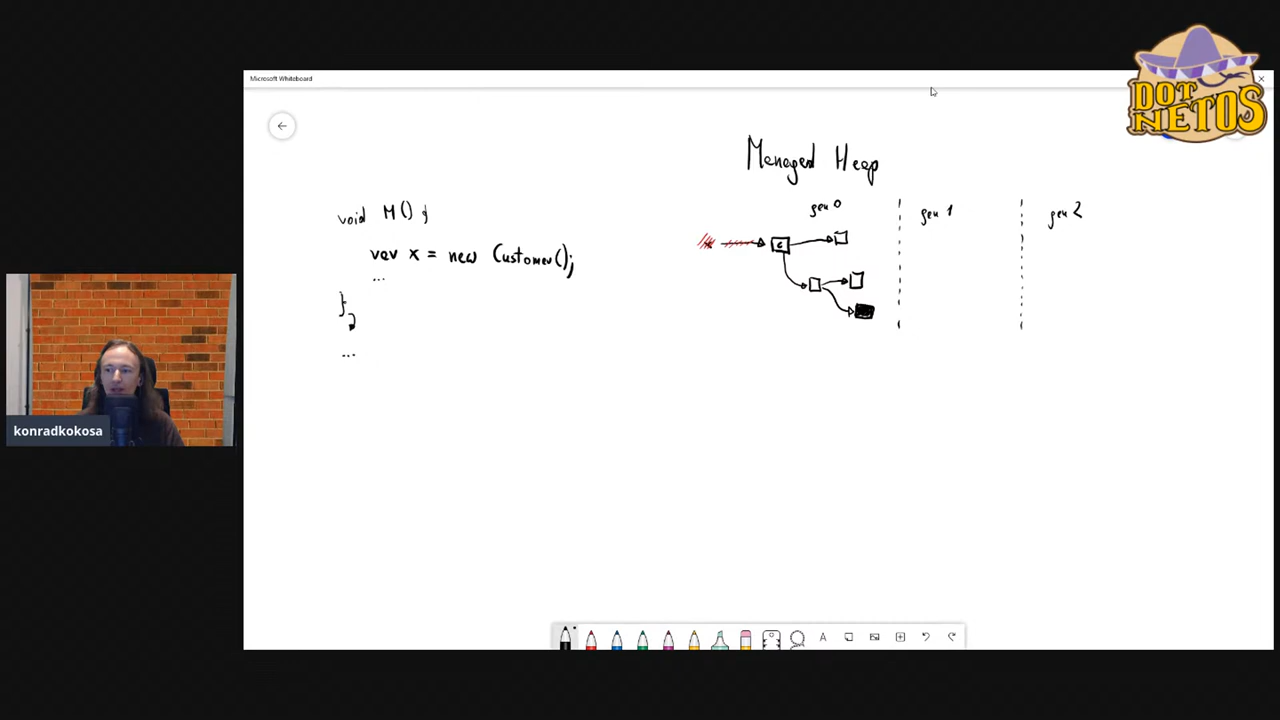 DOT
NETOS
Microsoft Whiteboard
Managed Heap
gen 0
gen 1
gen 2
void M() {
var x = new Customer();
...
}
...
C
konradkokosa
A